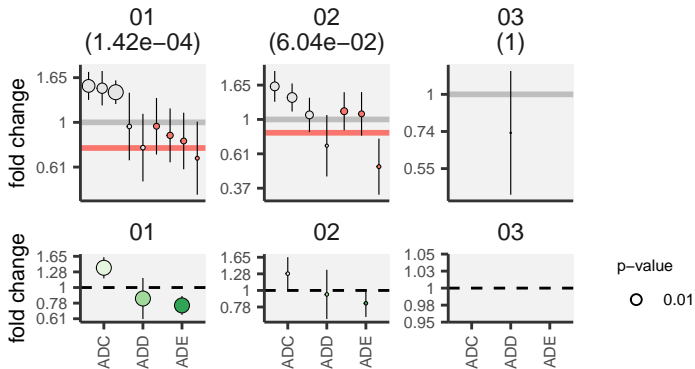 01
(1.42e−04)
02
(6.04e−02)
03
(1)
fold change
1.65
1
0.61
1.65
1
0.61
0.37
1
0.74
0.55
01
02
03
fold change
1.65
1.28
1
0.78
0.61
1.65
1.28
1
0.78
1.05
1.03
1
0.98
0.95
ADC
ADD
ADE
ADC
ADD
ADE
ADC
ADD
ADE
p−value
0.01